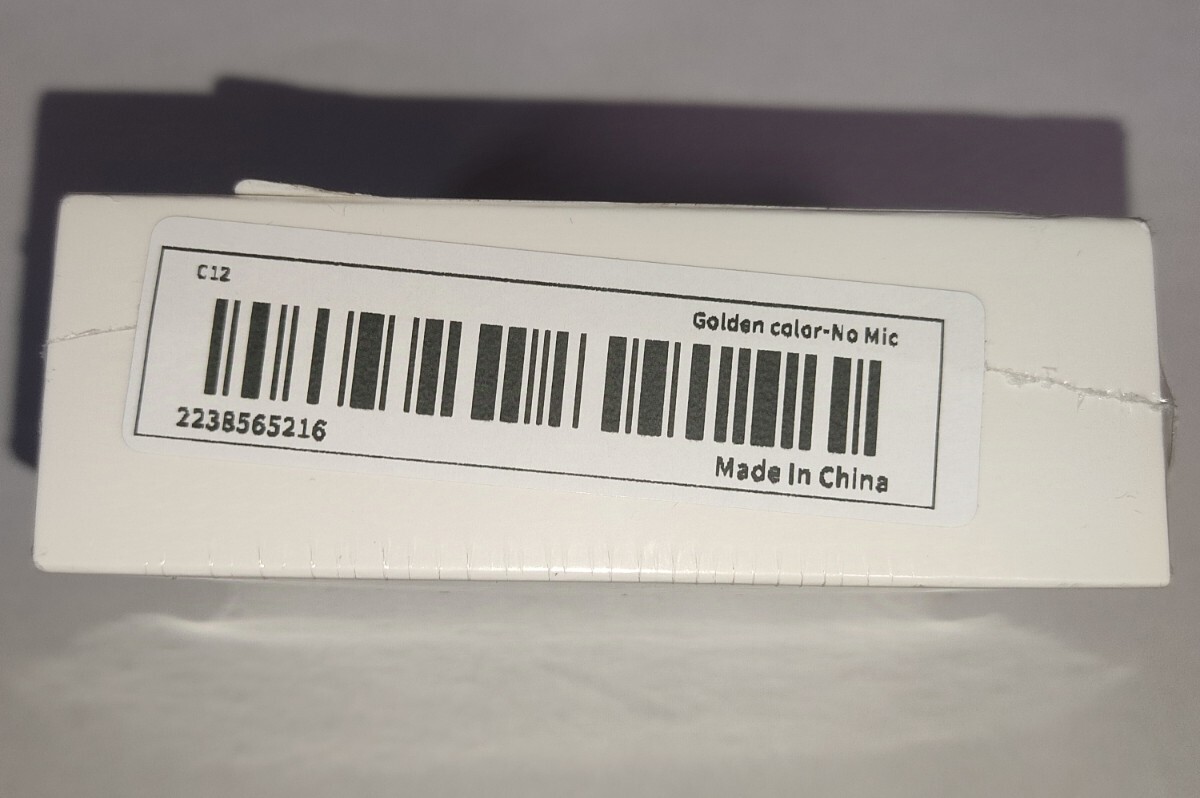 C12
Golden color-No Mic
2238565216
Made In China